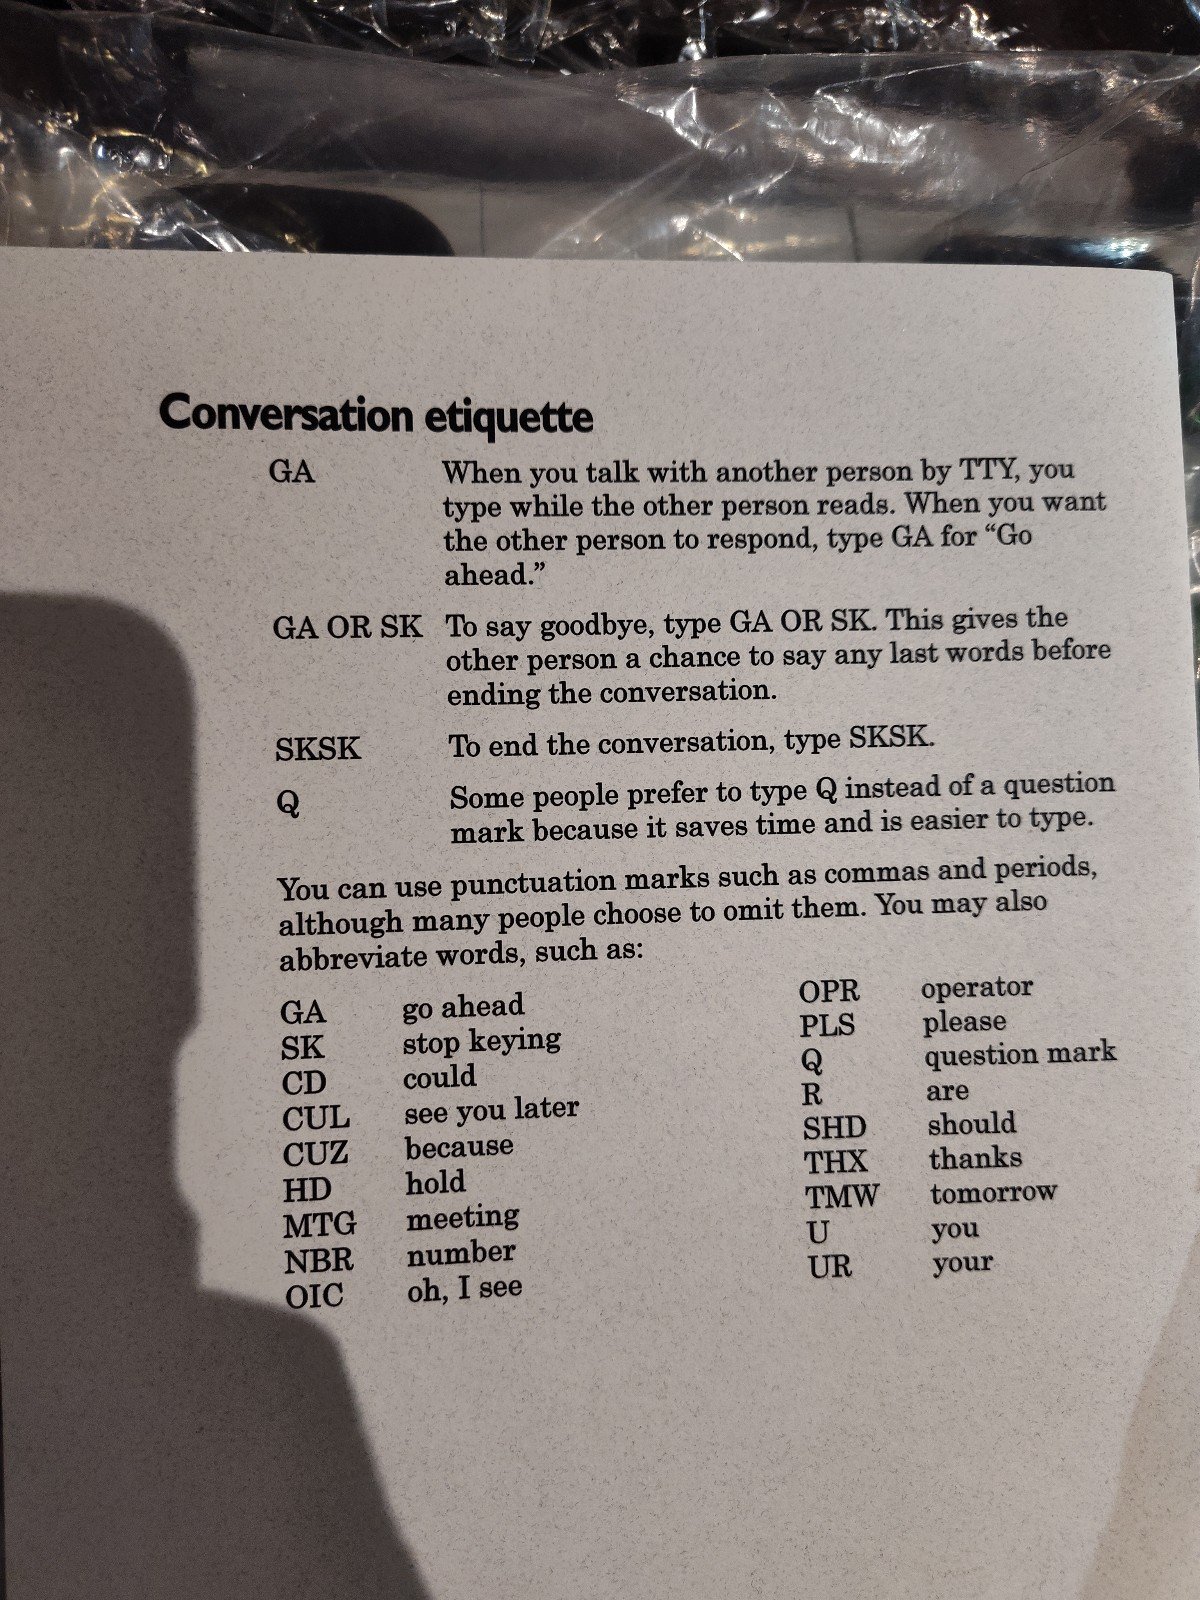 Conversation etiquette
GA When you talk with another person by TTY, you
type while the other person reads. When you want
the other person to respond, type GA for “Go
ahead.”
GA OR SK To say goodbye, type GA OR SK. This gives the
other person a chance to say any last words before
ending the conversation.
SKSK To end the conversation, type SKSK.
Q Some people prefer to type Q instead of a question
mark because it saves time and is easier to type.
You can use punctuation marks such as commas and periods,
although many people choose to omit them. You may also
abbreviate words, such as:
GA go ahead
SK stop keying
CD could
CUL see you later
CUZ because
HD hold
MTG meeting
NBR number
OIC oh, I see
OPR operator
PLS please
Q question mark
R are
SHD should
THX thanks
TMW tomorrow
U you
UR your